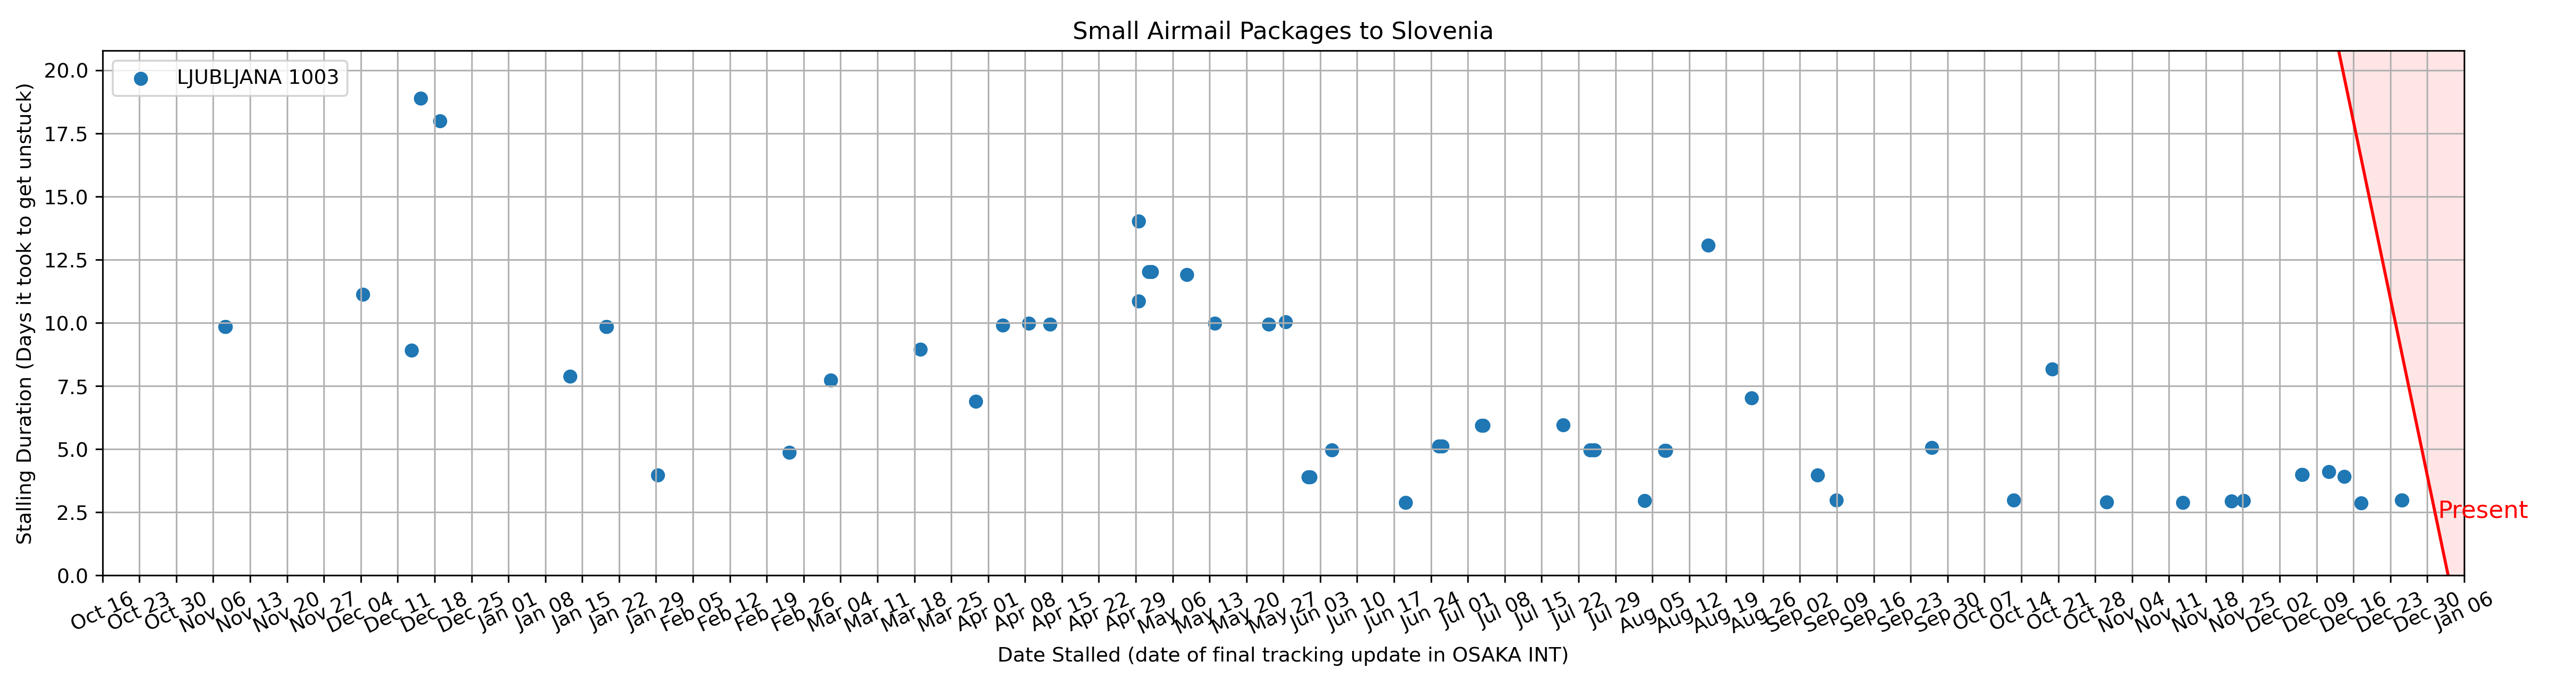 Small Airmail Packages to Slovenia
LJUBLJANA 1003
Stalling Duration (Days it took to get unstuck)
20.0
17.5
15.0
12.5
10.0
7.5
5.0
2.5
0.0
Present
Oct 16 Oct 23 Oct 30 Nov 06 Nov 13 Nov 20 Nov 27 Dec 04 Dec 11 Dec 18 Dec 25 Jan 01 Jan 08 Jan 15 Jan 22 Jan 29 Feb 05 Feb 12 Feb 19 Feb 26 Mar 04 Mar 11 Mar 18 Mar 25 Apr 01 Apr 08 Apr 15 Apr 22 Apr 29 May 06 May 13 May 20 May 27 Jun 03 Jun 10 Jun 17 Jun 24 Jul 01 Jul 08 Jul 15 Jul 22 Jul 29 Aug 05 Aug 12 Aug 19 Aug 26 Sep 02 Sep 09 Sep 16 Sep 23 Sep 30 Oct 07 Oct 14 Oct 21 Oct 28 Nov 04 Nov 11 Nov 18 Nov 25 Dec 02 Dec 09 Dec 16 Dec 23 Dec 30 Jan 06
Date Stalled (date of final tracking update in OSAKA INT)